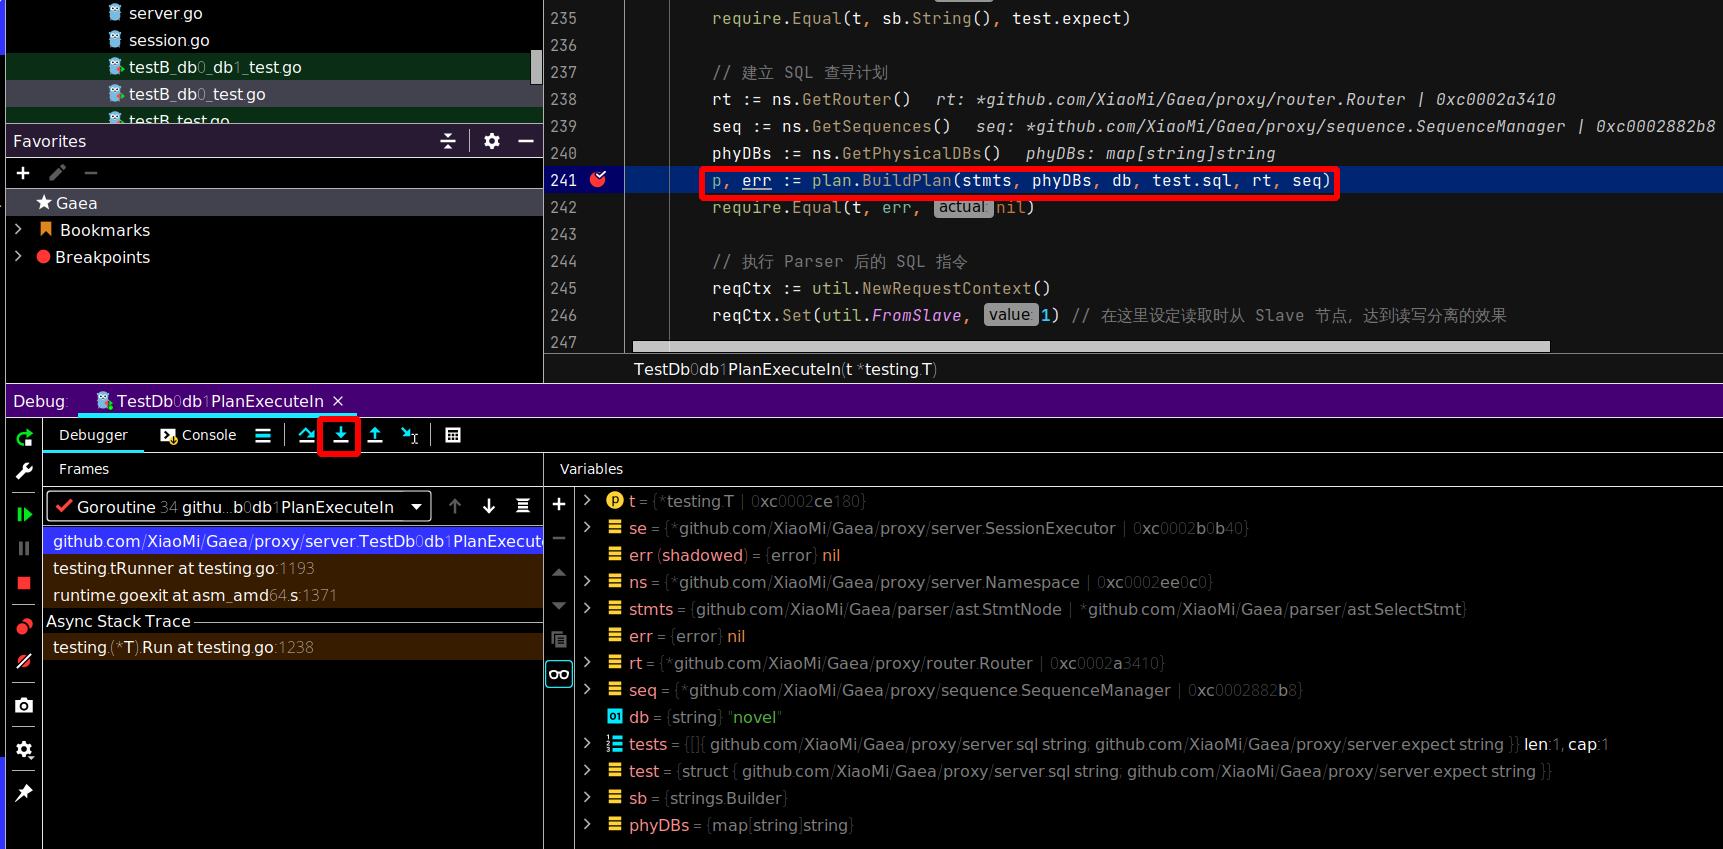 server.go
session.go
testB_db0_db1_test.go
testB_db0_test.go
testB_test.go
Favorites
Gaea
Bookmarks
Breakpoints
235 require.Equal(t, sb.String(), test.expect)
236
237 // 建立 SQL 查寻计划
238 rt := ns.GetRouter() rt: *github.com/XiaoMi/Gaea/proxy/router.Router | 0xc0002a3410
239 seq := ns.GetSequences() seq: *github.com/XiaoMi/Gaea/proxy/sequence.SequenceManager | 0xc0002882b8
240 phyDBs := ns.GetPhysicalDBs() phyDBs: map[string]string
241 p, err := plan.BuildPlan(stmts, phyDBs, db, test.sql, rt, seq)
242 require.Equal(t, err, actual: nil)
243
244 // 执行 Parser 后的 SQL 指令
245 reqCtx := util.NewRequestContext()
246 reqCtx.Set(util.FromSlave, value: 1) // 在这里设定读取时从 Slave 节点, 达到读写分离的效果
247
TestDb0db1PlanExecuteIn(t *testing.T)
Debug: TestDb0db1PlanExecuteIn
Debugger Console
Frames
Goroutine 34 githu...b0db1PlanExecuteIn
github.com/XiaoMi/Gaea/proxy/server.TestDb0db1PlanExecute
testing.tRunner at testing.go:1193
runtime.goexit at asm_amd64.s:1371
Async Stack Trace
testing.(*T).Run at testing.go:1238
Variables
t = {*testing.T | 0xc0002ce180}
se = {*github.com/XiaoMi/Gaea/proxy/server.SessionExecutor | 0xc0002b0b40}
err (shadowed) = {error} nil
ns = {*github.com/XiaoMi/Gaea/proxy/server.Namespace | 0xc0002ee0c0}
stmts = {github.com/XiaoMi/Gaea/parser/ast.StmtNode | *github.com/XiaoMi/Gaea/parser/ast.SelectStmt}
err = {error} nil
rt = {*github.com/XiaoMi/Gaea/proxy/router.Router | 0xc0002a3410}
seq = {*github.com/XiaoMi/Gaea/proxy/sequence.SequenceManager | 0xc0002882b8}
db = {string} "novel"
tests = {[]{ github.com/XiaoMi/Gaea/proxy/server.sql string; github.com/XiaoMi/Gaea/proxy/server.expect string }} len:1, cap:1
test = {struct { github.com/XiaoMi/Gaea/proxy/server.sql string; github.com/XiaoMi/Gaea/proxy/server.expect string }}
sb = {strings.Builder}
phyDBs = {map[string]string}